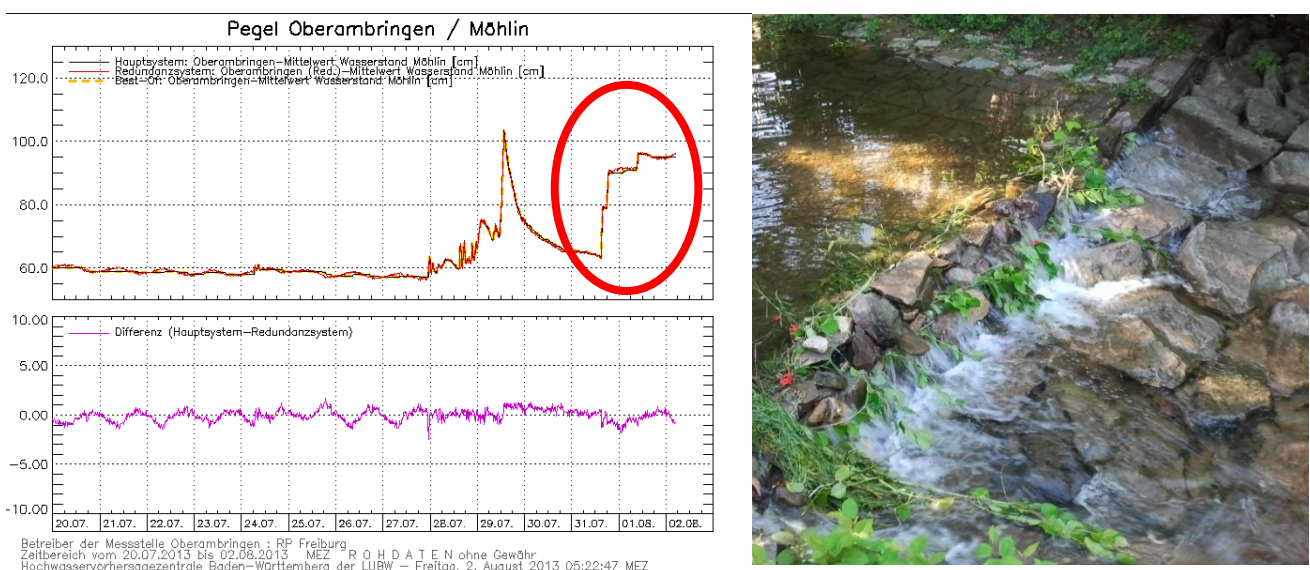 Pegel Oberambringen / Möhlin
Hauptsystem: Oberambringen-Mittelwert Wasserstand Möhlin [cm]
Redundanzsystem: Oberambringen (Red.)-Mittelwert Wasserstand Möhlin [cm]
Best-Of: Oberambringen-Mittelwert Wasserstand Möhlin [cm]
120.0
100.0
80.0
60.0
10.00
Differenz (Hauptsystem-Redundanzsystem)
5.00
0.00
-5.00
-10.00
20.07. 21.07. 22.07. 23.07. 24.07. 25.07. 26.07. 27.07. 28.07. 29.07. 30.07. 31.07. 01.08. 02.08.
Betreiber der Messstelle Oberambringen : RP Freiburg
Zeitbereich vom 20.07.2013 bis 02.08.2013 MEZ R O H D A T E N ohne Gewähr
Hochwasservorhersagezentrale Baden-Württemberg der LUBW - Freitag, 2. August 2013 05:22:47 MEZ